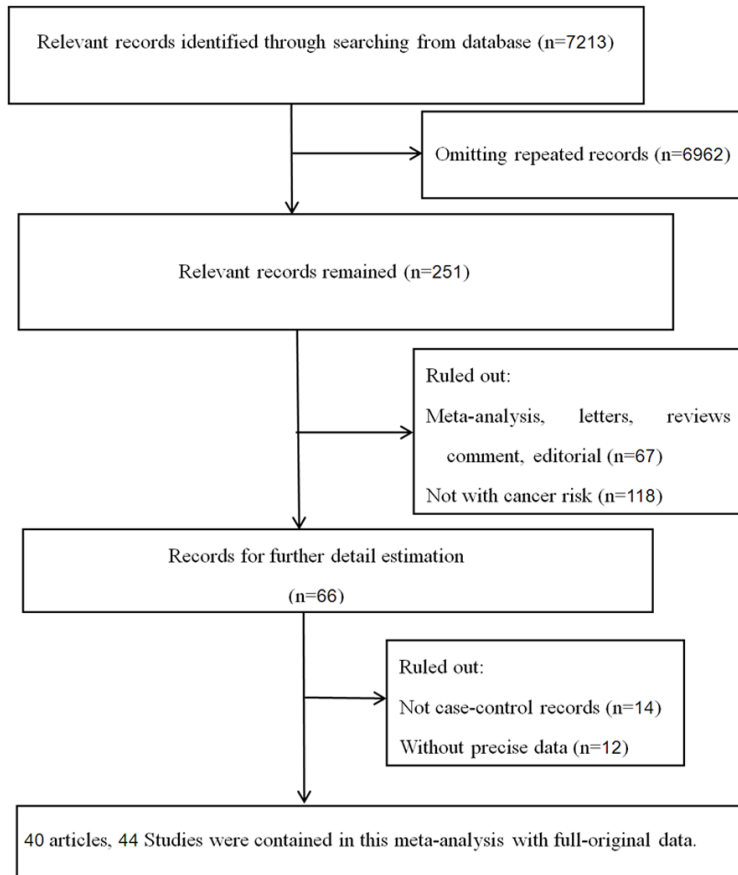 Relevant records identified through searching from database (n=7213)
Omitting repeated records (n=6962)
Relevant records remained (n=251)
Ruled out:
Meta-analysis, letters, reviews
comment, editorial (n=67)
Not with cancer risk (n=118)
Records for further detail estimation
(n=66)
Ruled out:
Not case-control records (n=14)
Without precise data (n=12)
40 articles, 44 Studies were contained in this meta-analysis with full-original data.